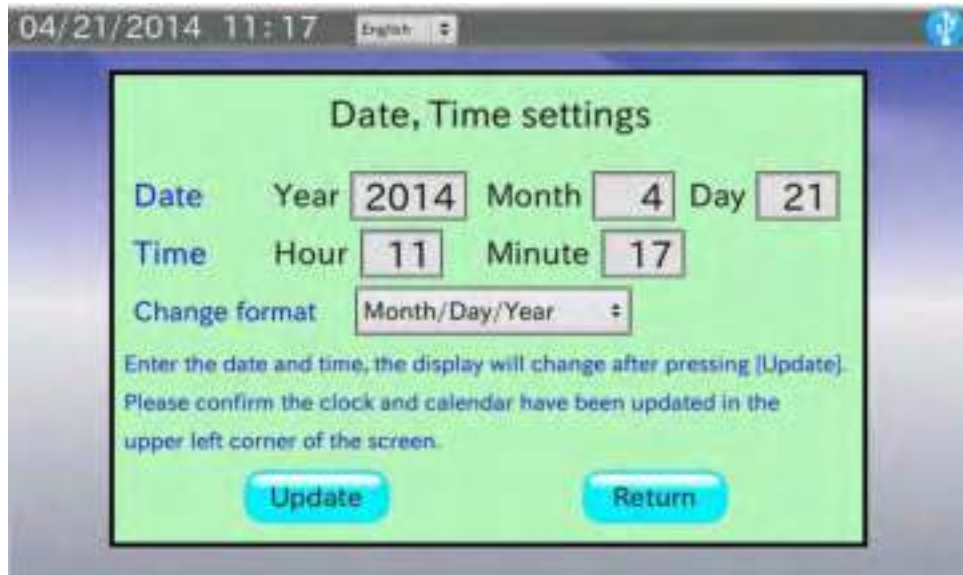 04/21/2014 11:17 English
Date, Time settings
Date Year 2014 Month 4 Day 21
Time Hour 11 Minute 17
Change format Month/Day/Year
Enter the date and time, the display will change after pressing [Update].
Please confirm the clock and calendar have been updated in the
upper left corner of the screen.
Update Return